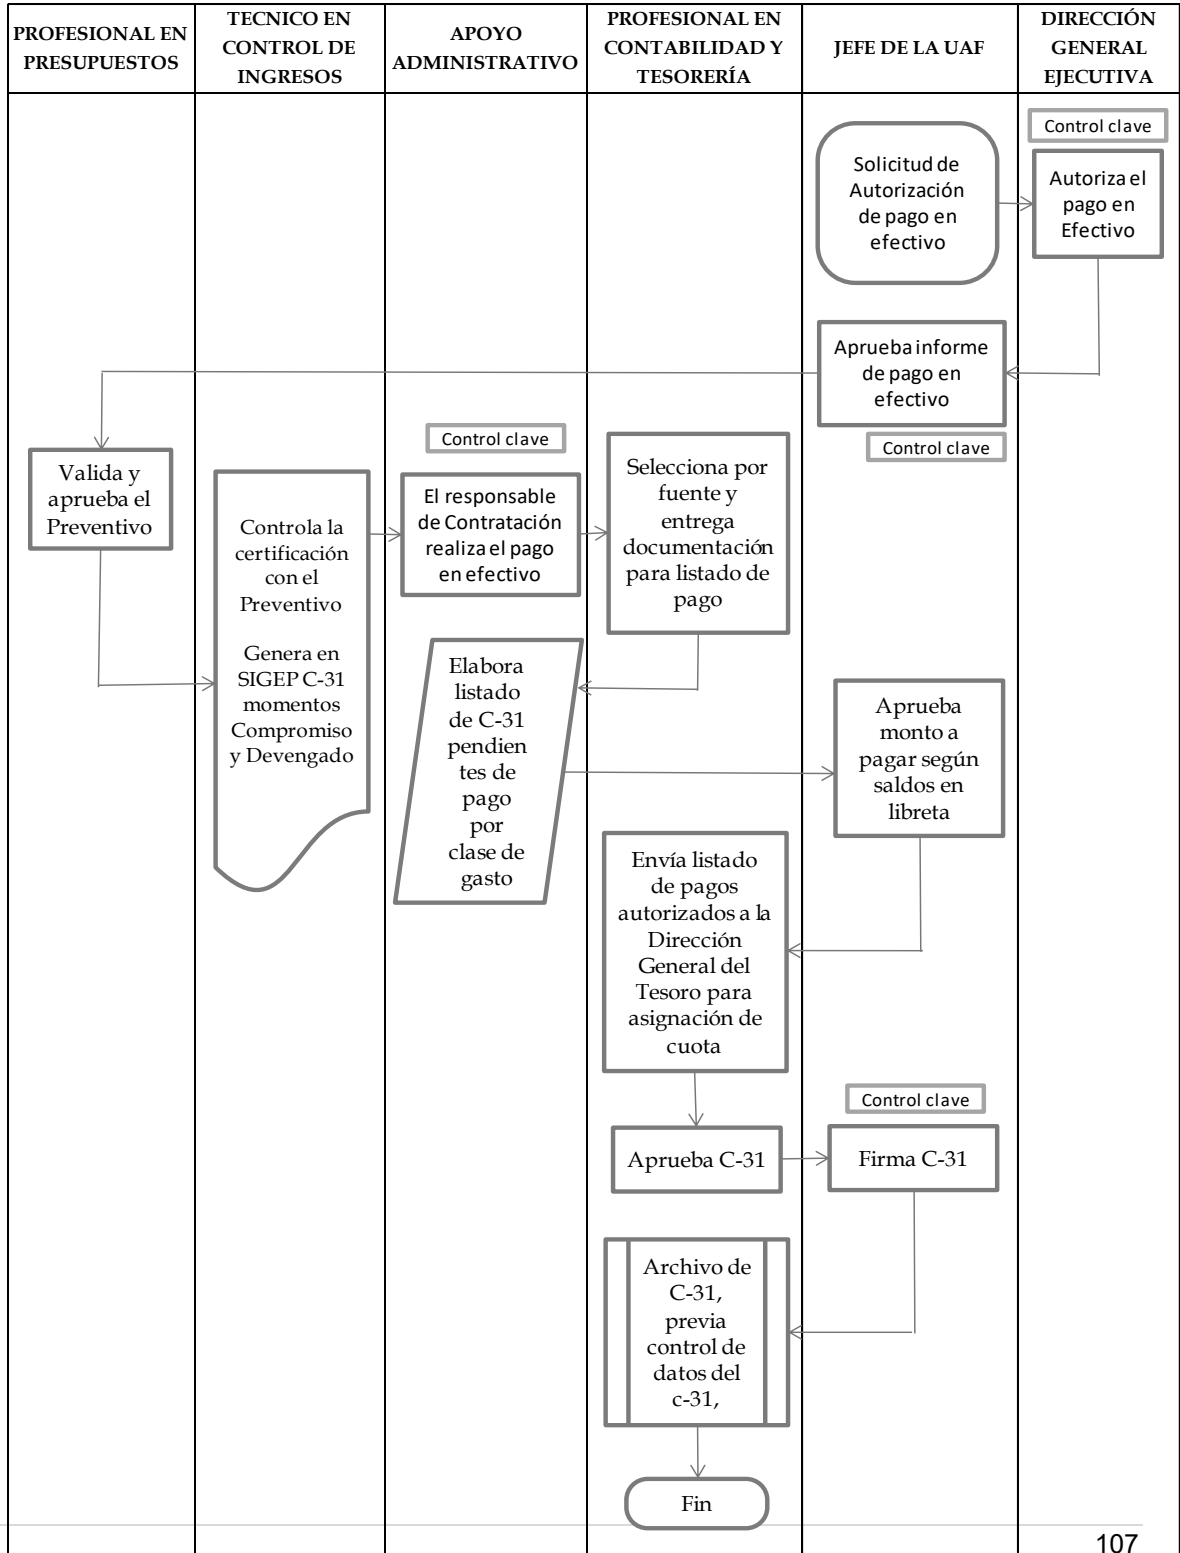 PROFESIONAL EN
PRESUPUESTOS
TECNICO EN
CONTROL DE
INGRESOS
APOYO
ADMINISTRATIVO
PROFESIONAL EN
CONTABILIDAD Y
TESORERÍA
JEFE DE LA UAF
DIRECCIÓN
GENERAL
EJECUTIVA
Solicitud de
Autorización
de pago en
efectivo
Control clave
Autoriza el
pago en
Efectivo
Aprueba informe
de pago en
efectivo
Control clave
Valida y
aprueba el
Preventivo
Controla la
certificación
con el
Preventivo
Genera en
SIGEP C-31
momentos
Compromiso
y Devengado
Control clave
El responsable
de Contratación
realiza el pago
en efectivo
Selecciona por
fuente y
entrega
documentación
para listado de
pago
Elabora
listado
de C-31
pendien
tes de
pago
por
clase de
gasto
Aprueba
monto a
pagar según
saldos en
libreta
Envía listado
de pagos
autorizados a la
Dirección
General del
Tesoro para
asignación de
cuota
Aprueba C-31
Control clave
Firma C-31
Archivo de
C-31,
previa
control de
datos del
c-31,
Fin
107